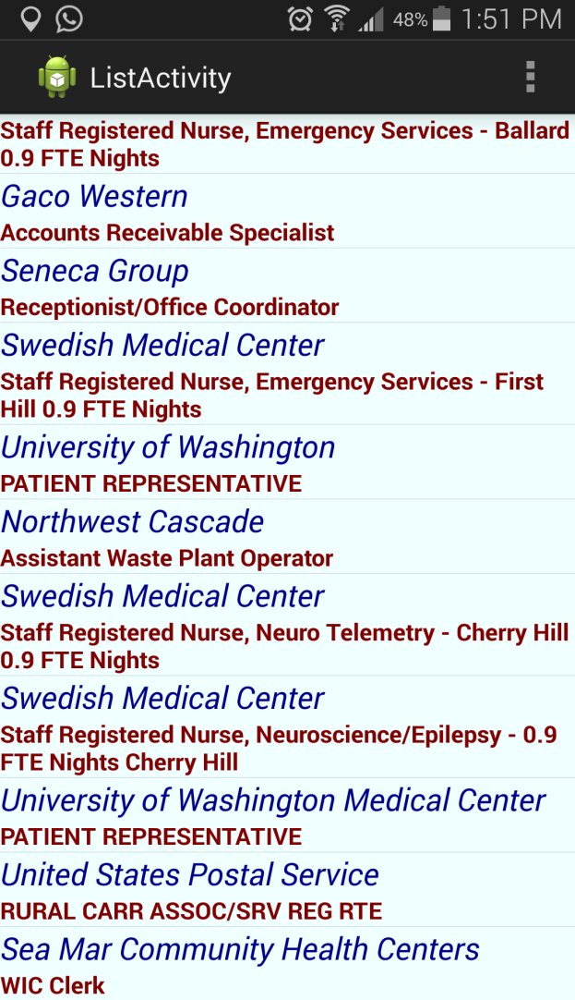 48% 1:51 PM
ListActivity
Staff Registered Nurse, Emergency Services - Ballard
0.9 FTE Nights
Gaco Western
Accounts Receivable Specialist
Seneca Group
Receptionist/Office Coordinator
Swedish Medical Center
Staff Registered Nurse, Emergency Services - First
Hill 0.9 FTE Nights
University of Washington
PATIENT REPRESENTATIVE
Northwest Cascade
Assistant Waste Plant Operator
Swedish Medical Center
Staff Registered Nurse, Neuro Telemetry - Cherry Hill
0.9 FTE Nights
Swedish Medical Center
Staff Registered Nurse, Neuroscience/Epilepsy - 0.9
FTE Nights Cherry Hill
University of Washington Medical Center
PATIENT REPRESENTATIVE
United States Postal Service
RURAL CARR ASSOC/SRV REG RTE
Sea Mar Community Health Centers
WIC Clerk